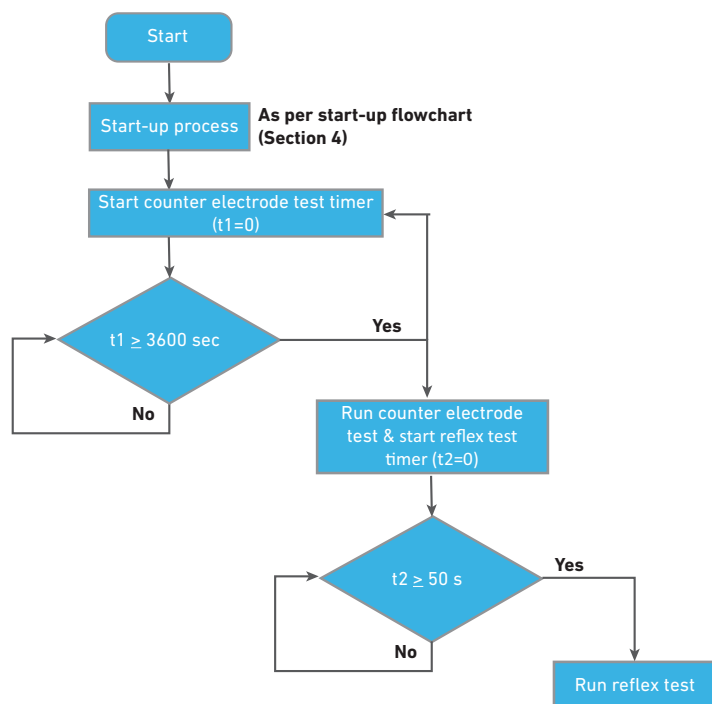 Start
Start-up process
As per start-up flowchart
(Section 4)
Start counter electrode test timer
(t1=0)
t1 ≥ 3600 sec
Yes
No
Run counter electrode
test & start reflex test
timer (t2=0)
t2 ≥ 50 s
Yes
No
Run reflex test